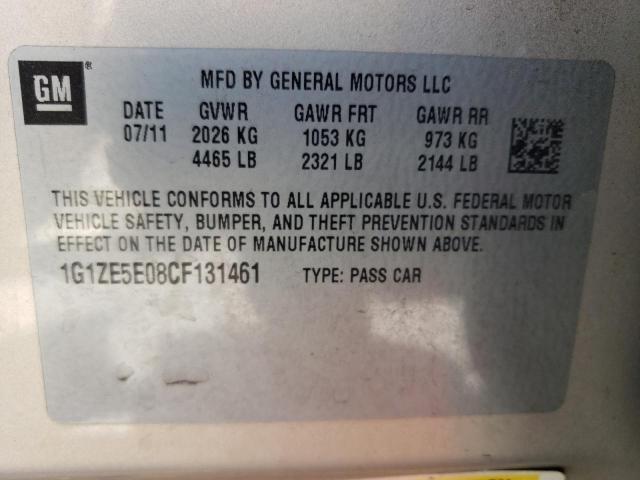 GM ®
MFD BY GENERAL MOTORS LLC
DATE GVWR GAWR FRT GAWR RR
07/11 2026 KG 1053 KG 973 KG
4465 LB 2321 LB 2144 LB
THIS VEHICLE CONFORMS TO ALL APPLICABLE U.S. FEDERAL MOTOR
VEHICLE SAFETY, BUMPER, AND THEFT PREVENTION STANDARDS IN
EFFECT ON THE DATE OF MANUFACTURE SHOWN ABOVE.
1G1ZE5E08CF131461 TYPE: PASS CAR